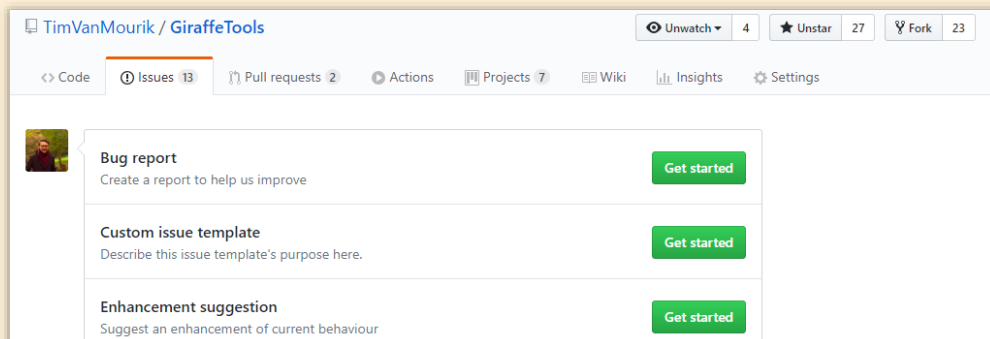 TimVanMourik / GiraffeTools
Unwatch 4 Unstar 27 Fork 23
<> Code Issues 13 Pull requests 2 Actions Projects 7 Wiki Insights Settings
Bug report
Create a report to help us improve
Get started
Custom issue template
Describe this issue template's purpose here.
Get started
Enhancement suggestion
Suggest an enhancement of current behaviour
Get started